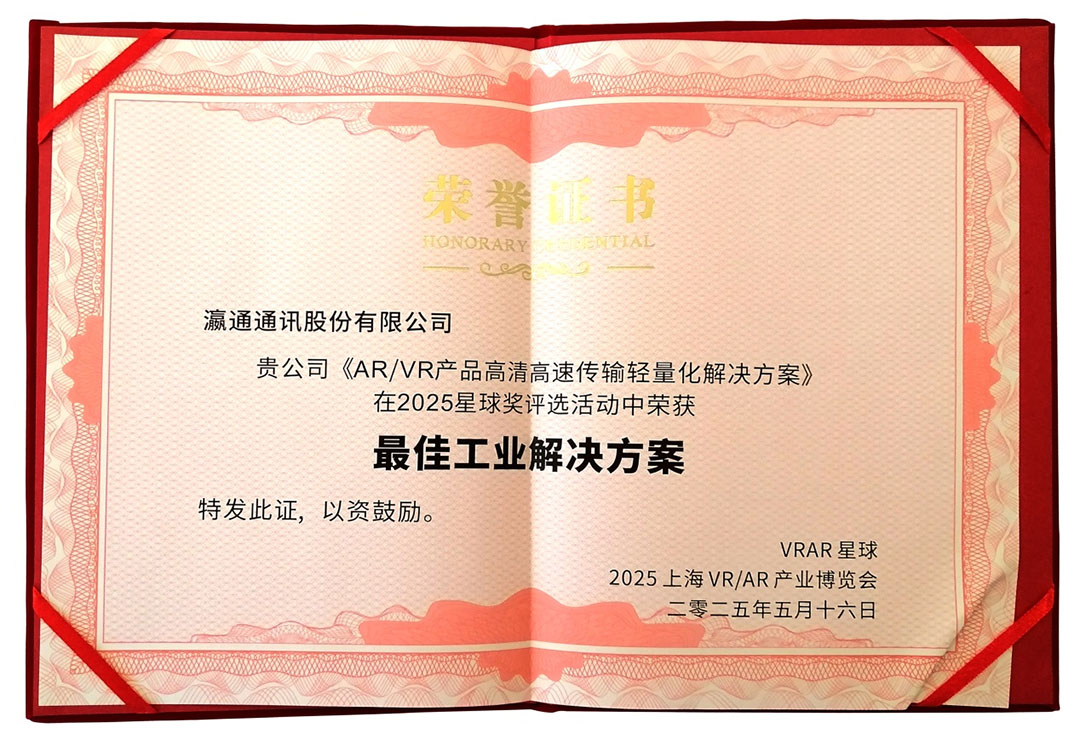 荣誉证书
HONORARY CREDENTIAL
瀛通通讯股份有限公司
贵公司《AR/VR产品高清高速传输轻量化解决方案》
在2025星球奖评选活动中荣获
最佳工业解决方案
特发此证，以资鼓励。
VRAR 星球
2025 上海 VR/AR 产业博览会
二零二五年五月十六日